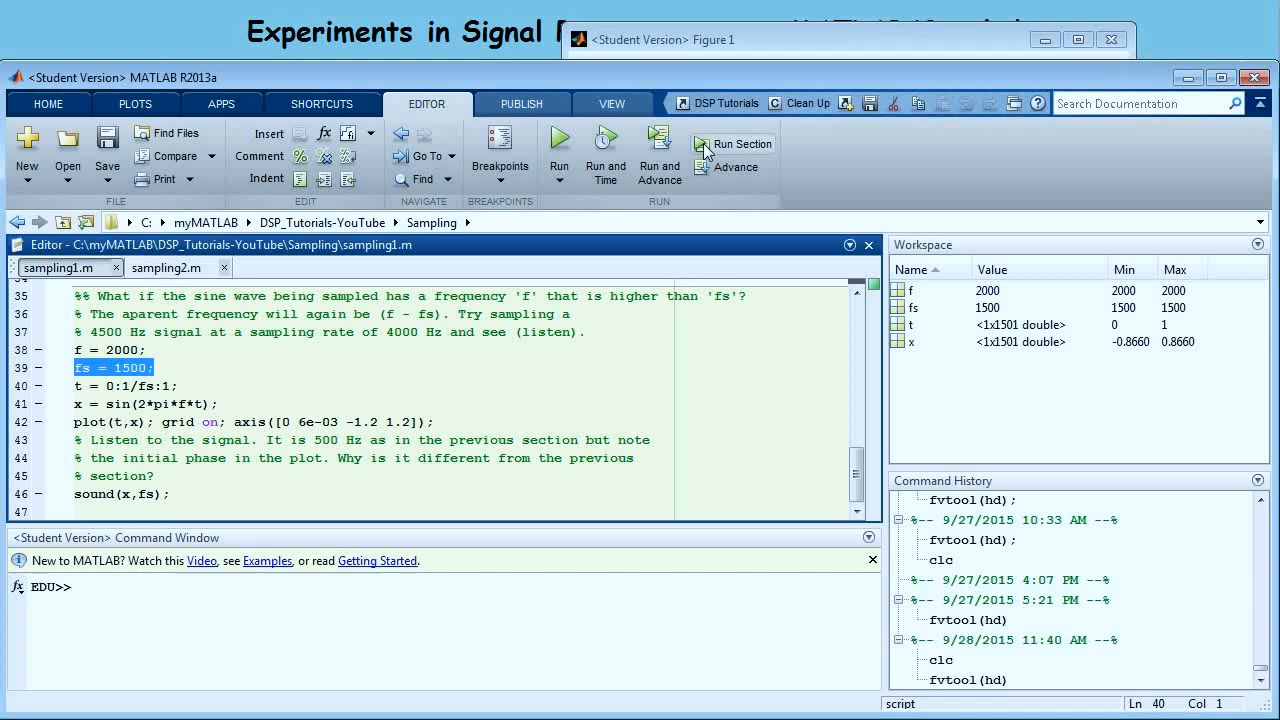 Experiments in Signal
<Student Version> Figure 1
<Student Version> MATLAB R2013a
HOME PLOTS APPS SHORTCUTS EDITOR PUBLISH VIEW DSP Tutorials Clean Up Search Documentation
New Open Save Find Files Compare Print
Insert Comment Indent
Go To Find
Breakpoints
Run Run and Time Run and Advance Run Section Advance
FILE EDIT NAVIGATE BREAKPOINTS RUN
C: myMATLAB DSP_Tutorials-YouTube Sampling
Editor - C:\myMATLAB\DSP_Tutorials-YouTube\Sampling\sampling1.m
sampling1.m sampling2.m
35 %% What if the sine wave being sampled has a frequency 'f' that is higher than 'fs'?
36 % The aparent frequency will again be (f - fs). Try sampling a
37 % 4500 Hz signal at a sampling rate of 4000 Hz and see (listen).
38 - f = 2000;
39 - fs = 1500;
40 - t = 0:1/fs:1;
41 - x = sin(2*pi*f*t);
42 - plot(t,x); grid on; axis([0 6e-03 -1.2 1.2]);
43 % Listen to the signal. It is 500 Hz as in the previous section but note
44 % the initial phase in the plot. Why is it different from the previous
45 % section?
46 - sound(x,fs);
47
<Student Version> Command Window
New to MATLAB? Watch this Video, see Examples, or read Getting Started.
fx EDU>>
Workspace
Name Value Min Max
f 2000 2000 2000
fs 1500 1500 1500
t <1x1501 double> 0 1
x <1x1501 double> -0.8660 0.8660
Command History
fvtool(hd);
%-- 9/27/2015 10:33 AM --%
fvtool(hd);
clc
%-- 9/27/2015 4:07 PM --%
%-- 9/27/2015 5:21 PM --%
fvtool(hd)
%-- 9/28/2015 11:40 AM --%
clc
fvtool(hd)
script Ln 40 Col 1